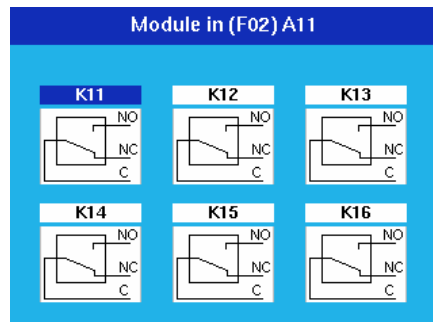 Module in (F02) A11
K11 K12 K13
NO NO NO
NC NC NC
C C C
K14 K15 K16
NO NO NO
NC NC NC
C C C